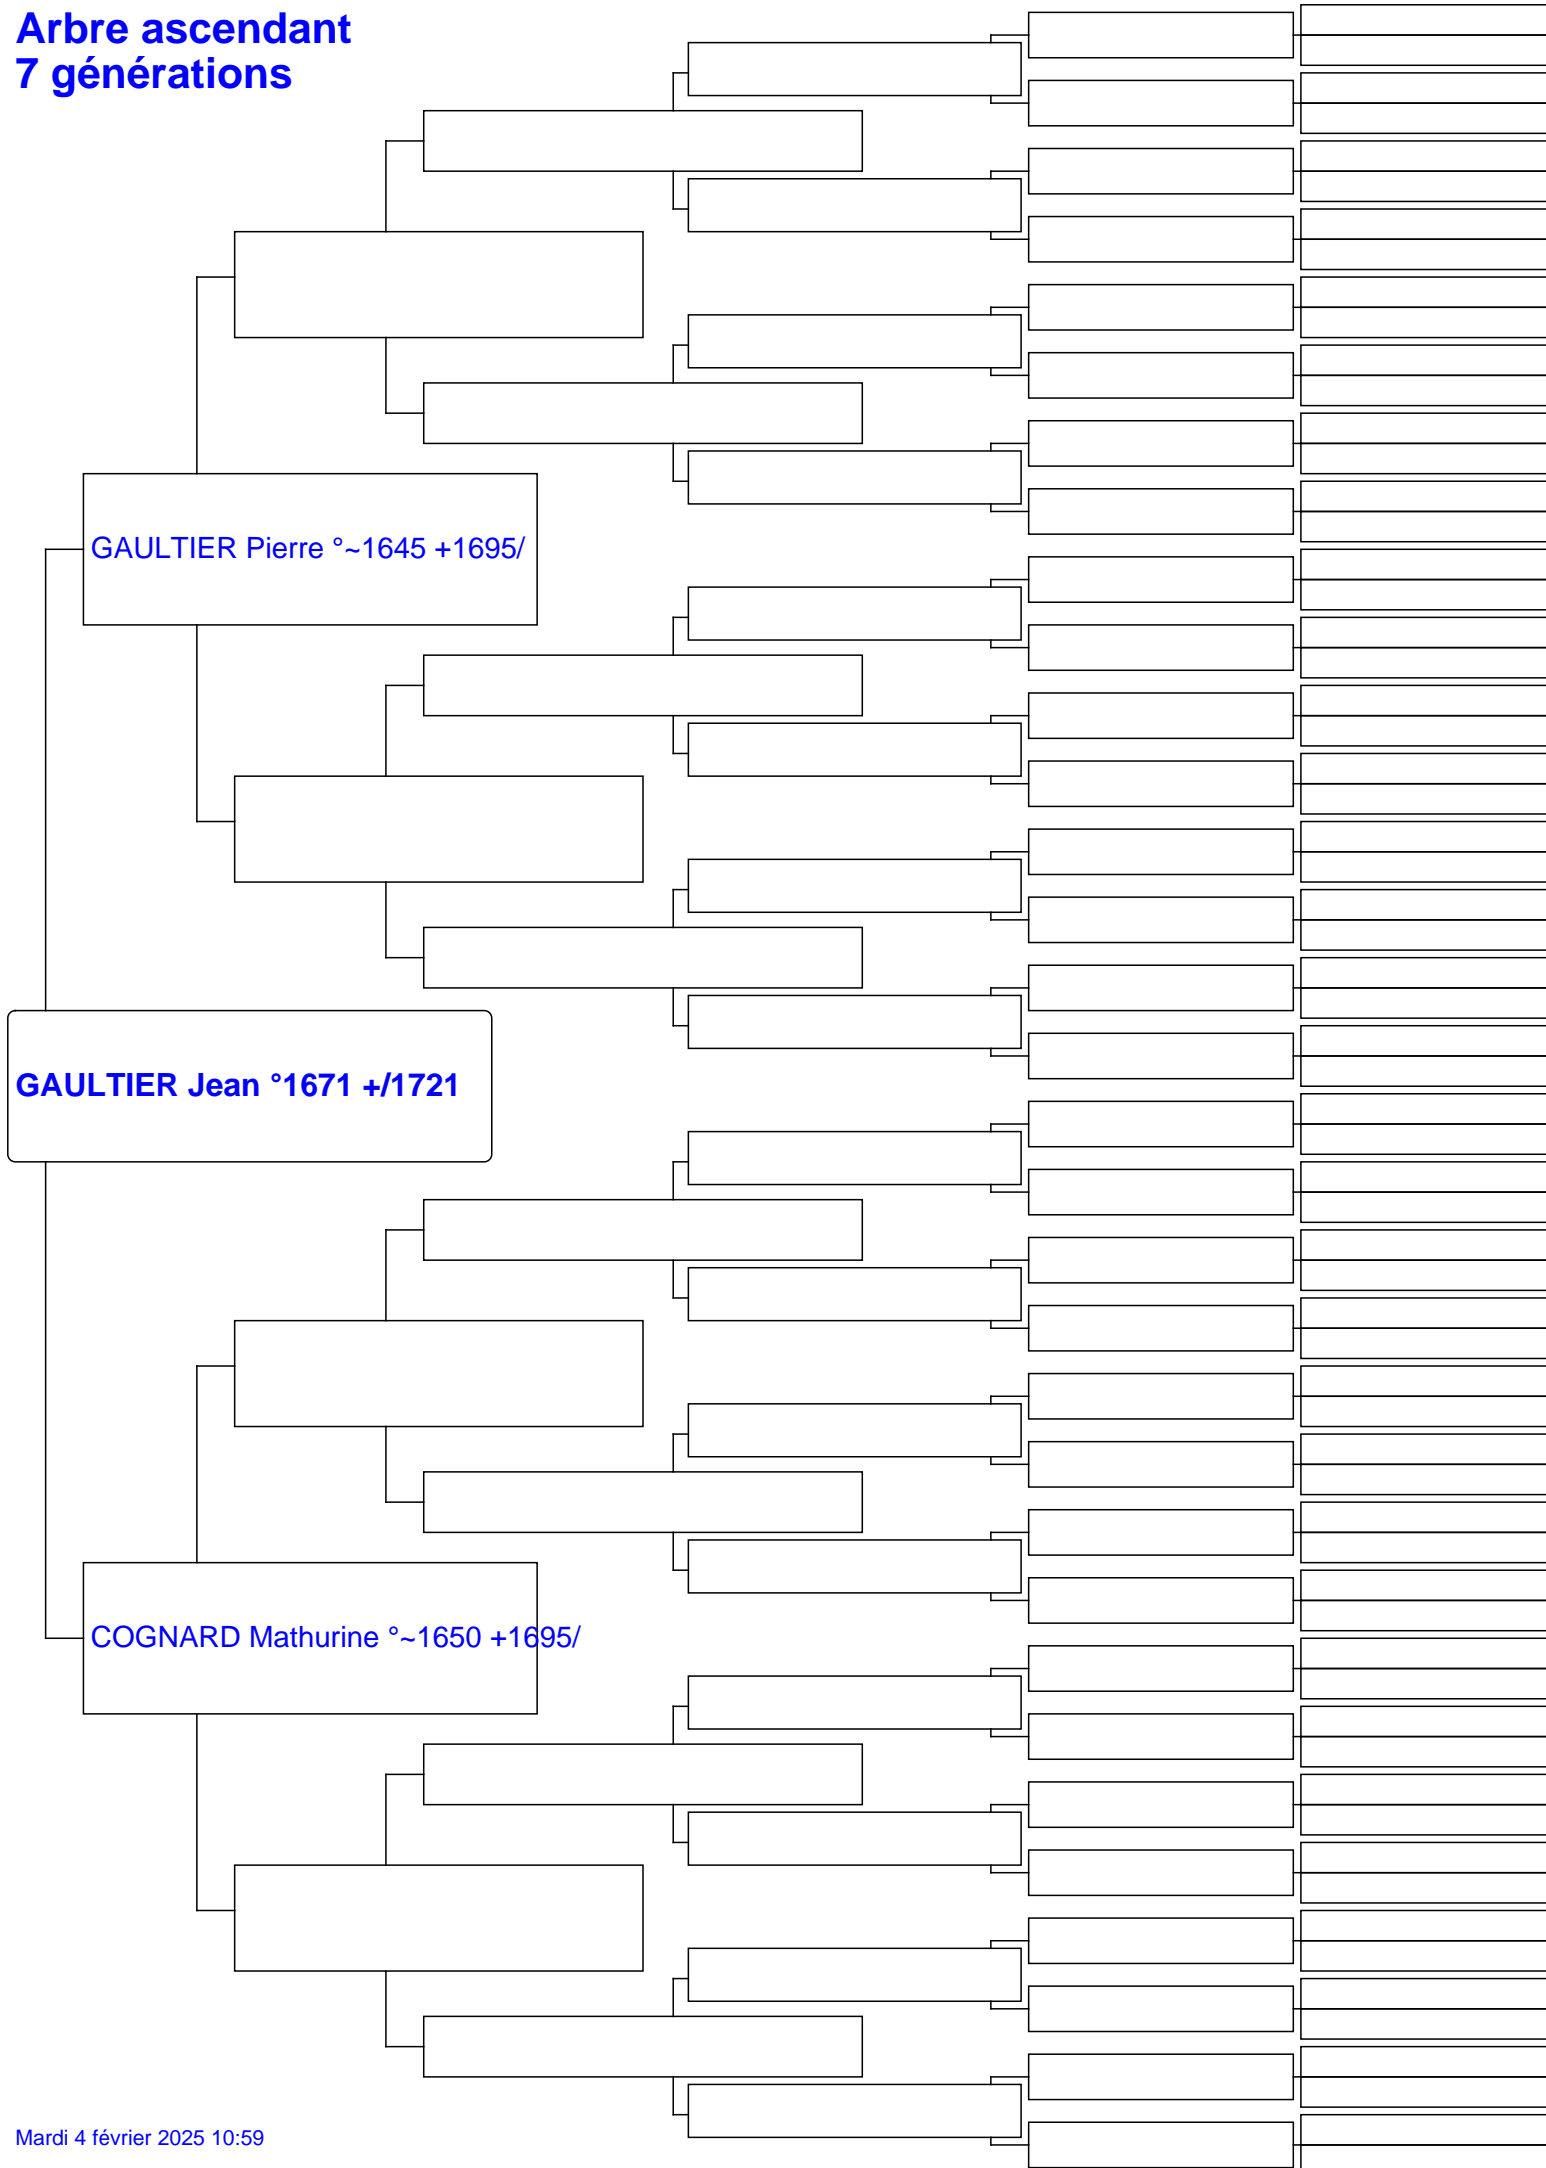 Arbre ascendant
7 générations
GAULTIER Pierre °~1645 +1695/
GAULTIER Jean °1671 +/1721
COGNARD Mathurine °~1650 +1695/
Mardi 4 février 2025 10:59